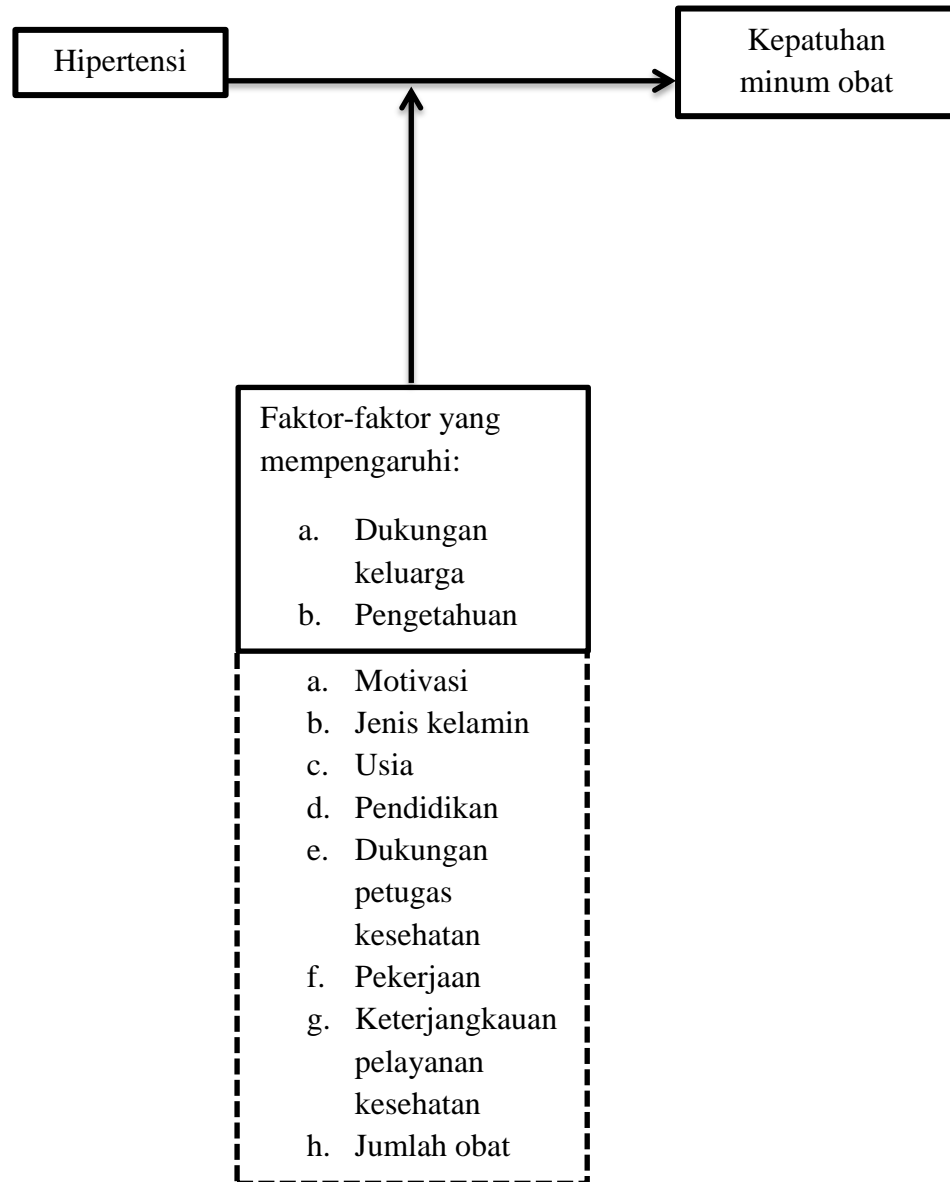 Hipertensi
Kepatuhan
minum obat
Faktor-faktor yang
mempengaruhi:
a. Dukungan
keluarga
b. Pengetahuan
a. Motivasi
b. Jenis kelamin
c. Usia
d. Pendidikan
e. Dukungan
petugas
kesehatan
f. Pekerjaan
g. Keterjangkauan
pelayanan
kesehatan
h. Jumlah obat